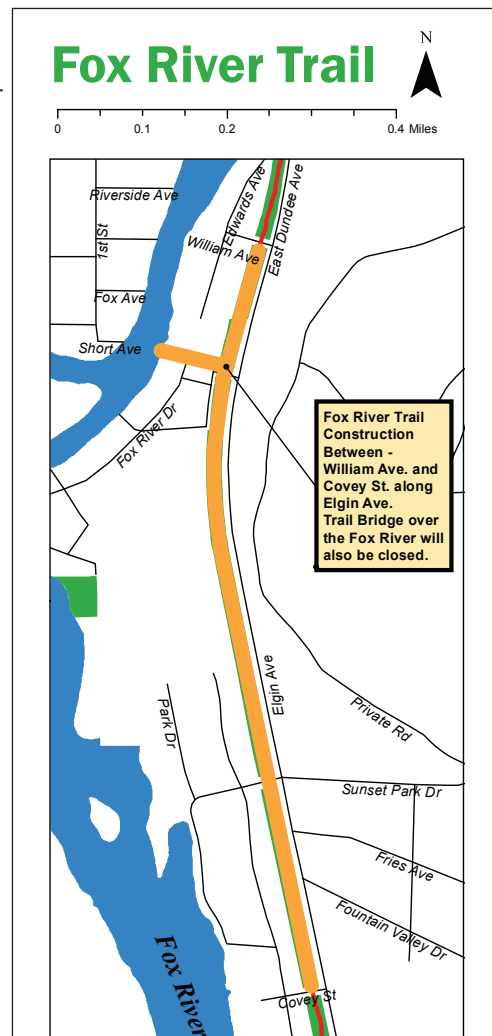 Fox River Trail
N
0 0.1 0.2 0.4 Miles
Riverside Ave
1st St
Edwards Ave
East Dundee Ave
William Ave
Fox Ave
Short Ave
Fox River Dr
Fox River Trail
Construction
Between -
William Ave. and
Covey St. along
Elgin Ave.
Trail Bridge over
the Fox River will
also be closed.
Elgin Ave
Park Dr
Private Rd
Sunset Park Dr
Fries Ave
Fountain Valley Dr
Fox River
Covey St